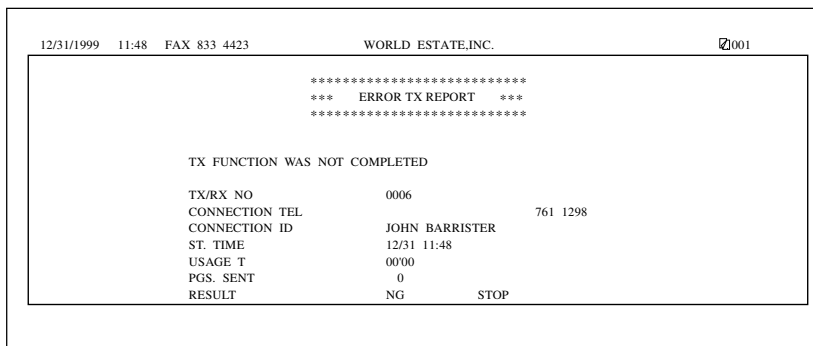 12/31/1999 11:48 FAX 833 4423 WORLD ESTATE,INC. 001
***************************
*** ERROR TX REPORT ***
***************************
TX FUNCTION WAS NOT COMPLETED
TX/RX NO 0006
CONNECTION TEL 761 1298
CONNECTION ID JOHN BARRISTER
ST. TIME 12/31 11:48
USAGE T 00'00
PGS. SENT 0
RESULT NG STOP